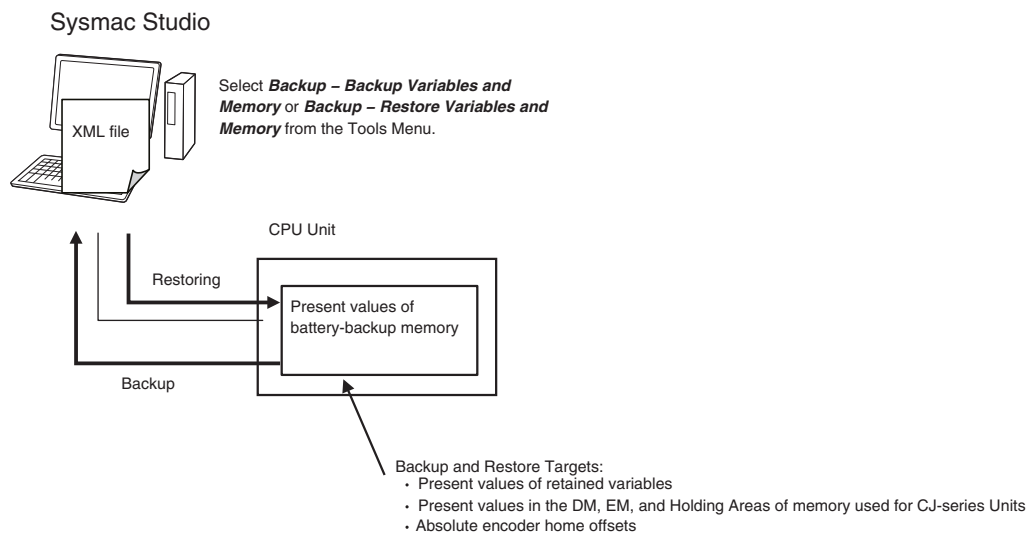 Sysmac Studio
Select Backup – Backup Variables and
Memory or Backup – Restore Variables and
Memory from the Tools Menu.
XML file
CPU Unit
Restoring
Present values of
battery-backup memory
Backup
Backup and Restore Targets:
• Present values of retained variables
• Present values in the DM, EM, and Holding Areas of memory used for CJ-series Units
• Absolute encoder home offsets